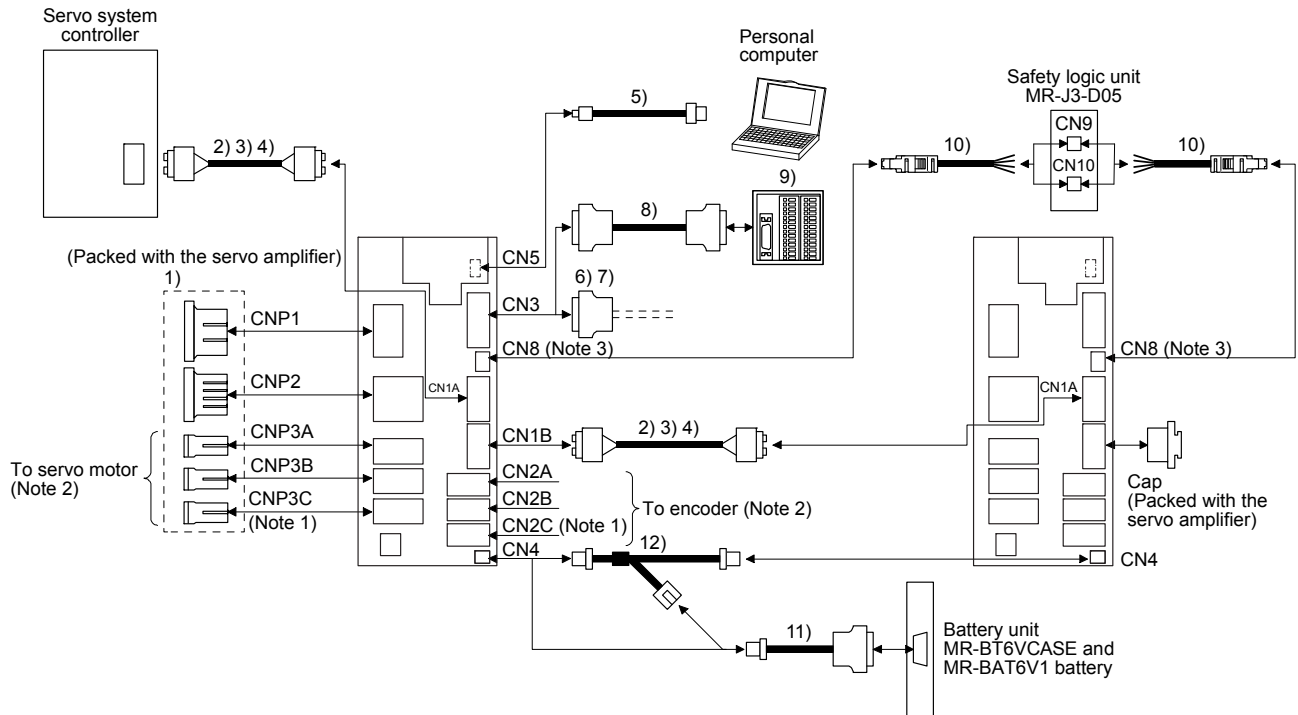 Servo system
controller
2) 3) 4)
Personal
computer
5)
Safety logic unit
MR-J3-D05
CN9
CN10
10)
10)
9)
8)
(Packed with the servo amplifier)
1)
CN5
6) 7)
CN3
CNP1
CN8 (Note 3)
CN8 (Note 3)
CNP2
CN1A
CN1A
CNP3A
CN1B
2) 3) 4)
To servo motor
(Note 2)
CNP3B
CN2A
CN2B
CNP3C
(Note 1)
CN2C (Note 1)
To encoder (Note 2)
Cap
(Packed with the
servo amplifier)
CN4
12)
CN4
11)
Battery unit
MR-BT6VCASE and
MR-BAT6V1 battery